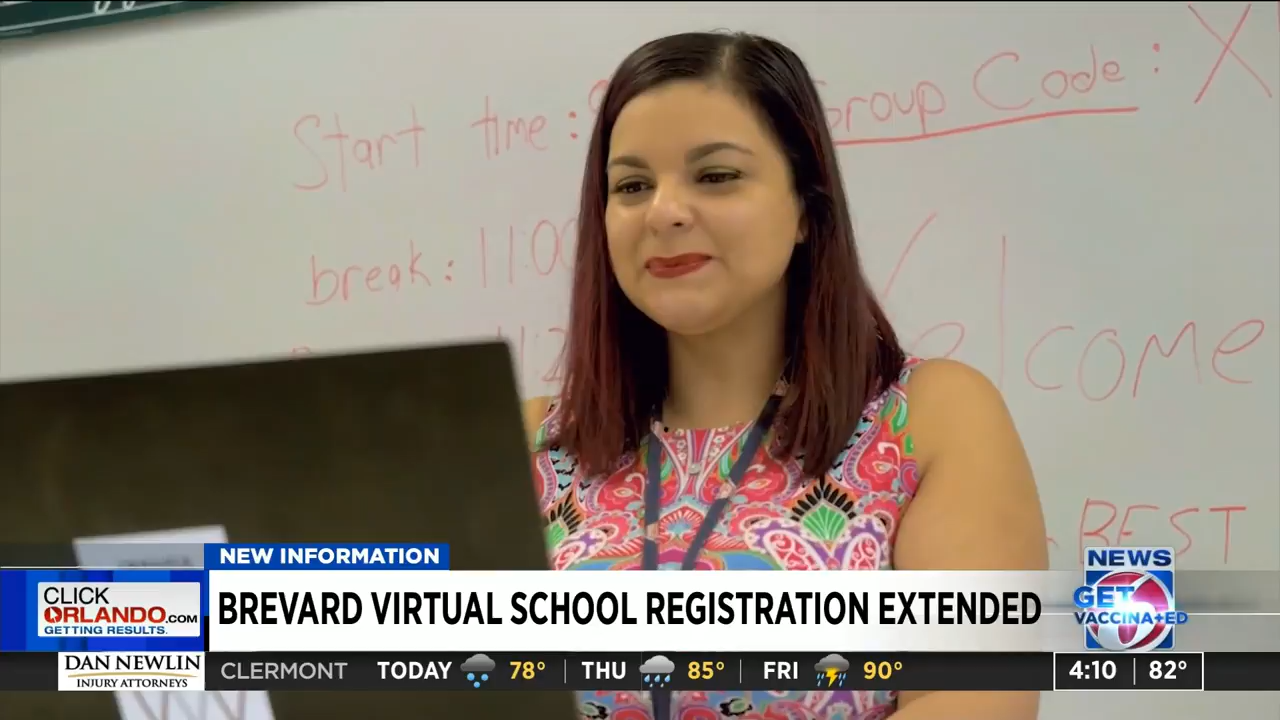 Start time:
Group Code: X
break: 11:00
Welcome
BEST
NEW INFORMATION
BREVARD VIRTUAL SCHOOL REGISTRATION EXTENDED
CLICK
ORLANDO.COM
GETTING RESULTS.
NEWS
GET
VACCINATED
DAN NEWLIN
INJURY ATTORNEYS
CLERMONT TODAY 78° THU 85° FRI 90° 4:10 82°